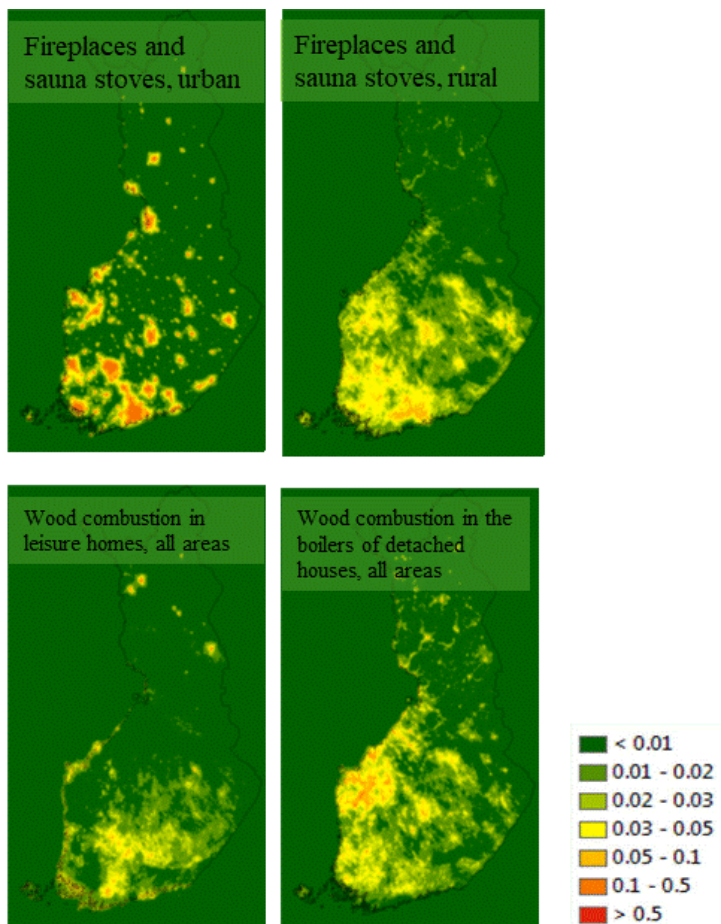 Fireplaces and
sauna stoves, urban
Fireplaces and
sauna stoves, rural
Wood combustion in
leisure homes, all areas
Wood combustion in the
boilers of detached
houses, all areas
< 0.01
0.01 - 0.02
0.02 - 0.03
0.03 - 0.05
0.05 - 0.1
0.1 - 0.5
> 0.5